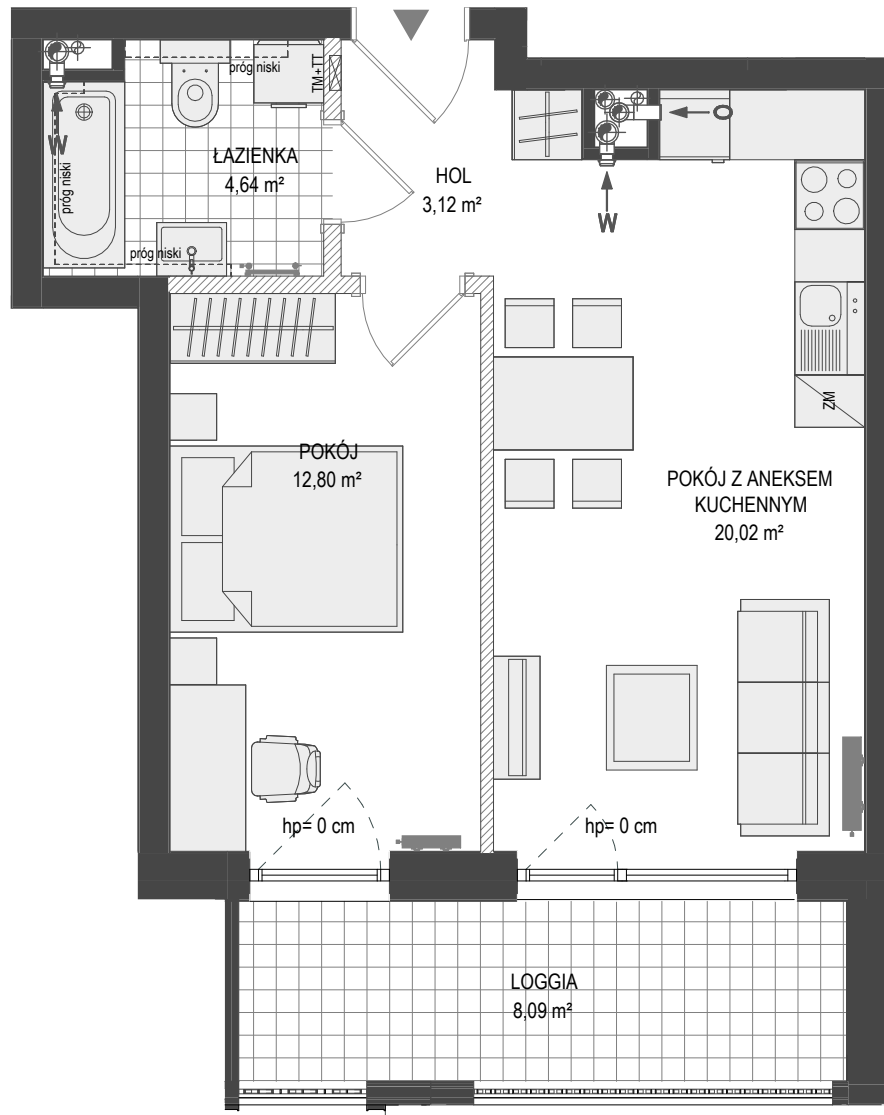 próg niski
TM+TT
W
próg niski
ŁAZIENKA
4,64 m²
próg niski
HOL
3,12 m²
O
W
ZM
POKÓJ
12,80 m²
POKÓJ Z ANEKSEM
KUCHENNYM
20,02 m²
hp= 0 cm
hp= 0 cm
LOGGIA
8,09 m²